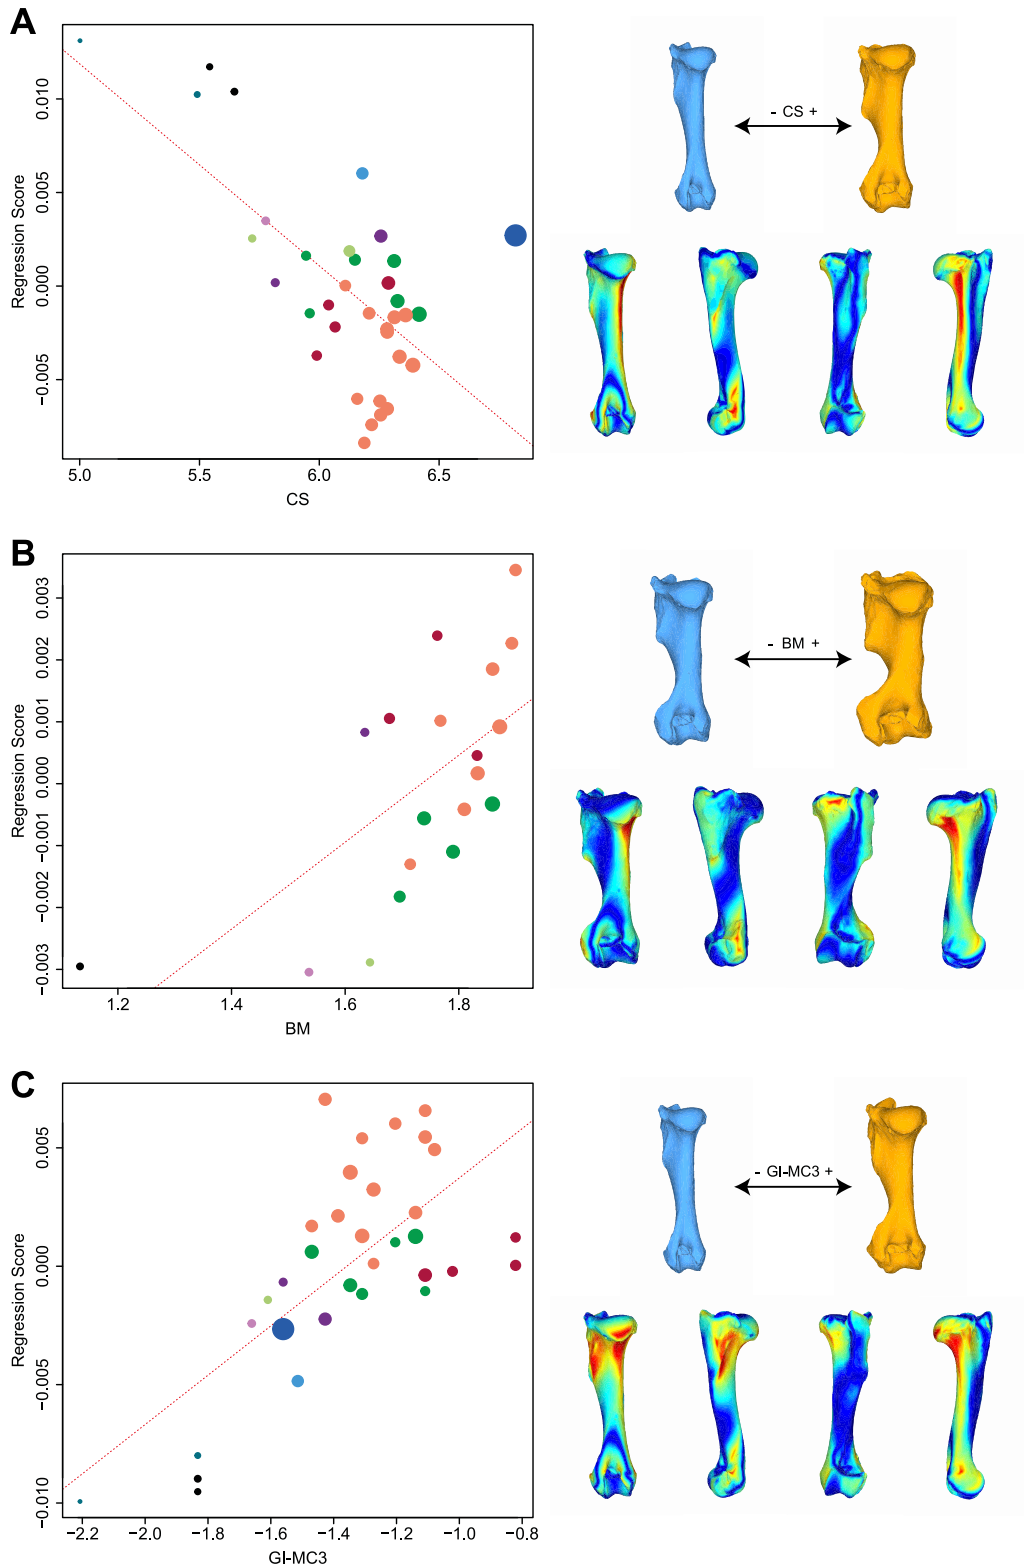 A
Regression Score
0.010
0.005
0.000
−0.005
5.0 5.5 6.0 6.5
CS
- CS +
B
Regression Score
0.003
0.002
0.001
0.000
−0.001
−0.002
−0.003
1.2 1.4 1.6 1.8
BM
- BM +
C
Regression Score
0.005
0.000
−0.005
−0.010
−2.2 −2.0 −1.8 −1.6 −1.4 −1.2 −1.0 −0.8
GI-MC3
- GI-MC3 +